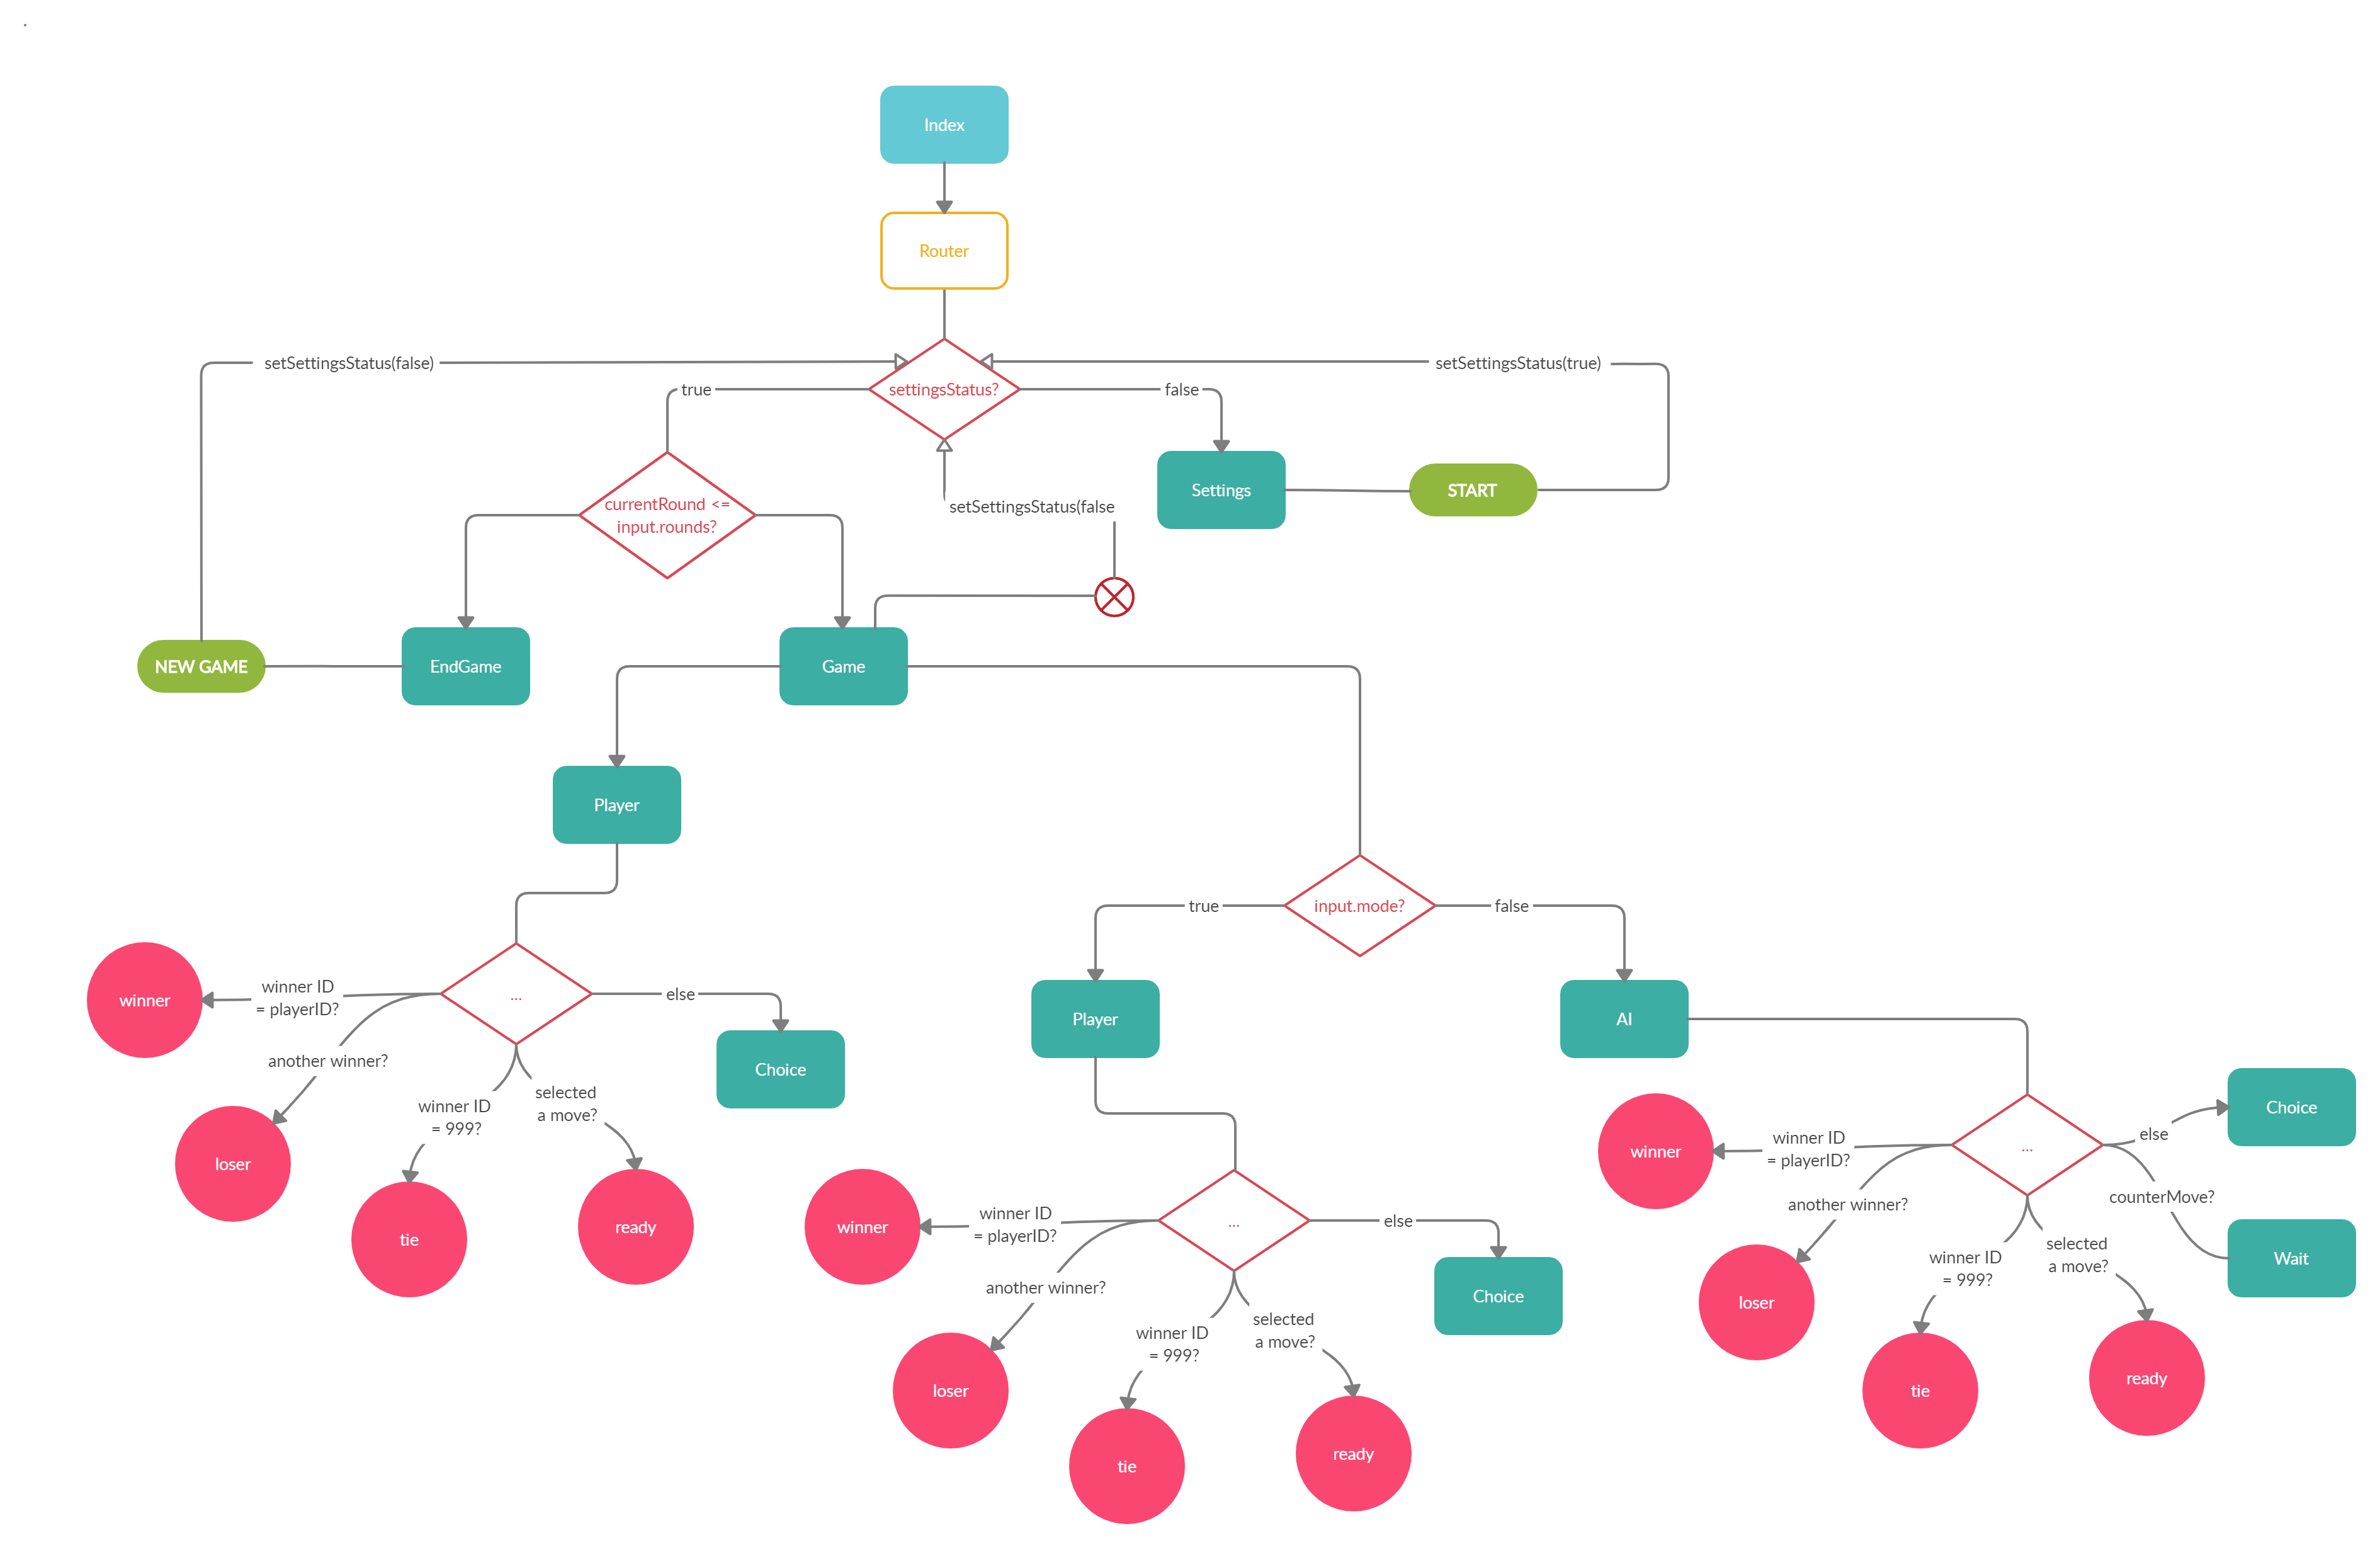 Index
Router
setSettingsStatus(false)
setSettingsStatus(true)
true
settingsStatus?
false
currentRound <=
input.rounds?
setSettingsStatus(false
Settings
START
NEW GAME
EndGame
Game
Player
true
input.mode?
false
winner
winner ID
= playerID?
...
else
another winner?
Choice
selected
a move?
winner ID
= 999?
loser
tie
ready
Player
AI
winner
winner ID
= playerID?
...
else
another winner?
Choice
selected
a move?
winner ID
= 999?
loser
tie
ready
winner
winner ID
= playerID?
...
else
Choice
another winner?
counterMove?
Wait
selected
a move?
winner ID
= 999?
loser
tie
ready